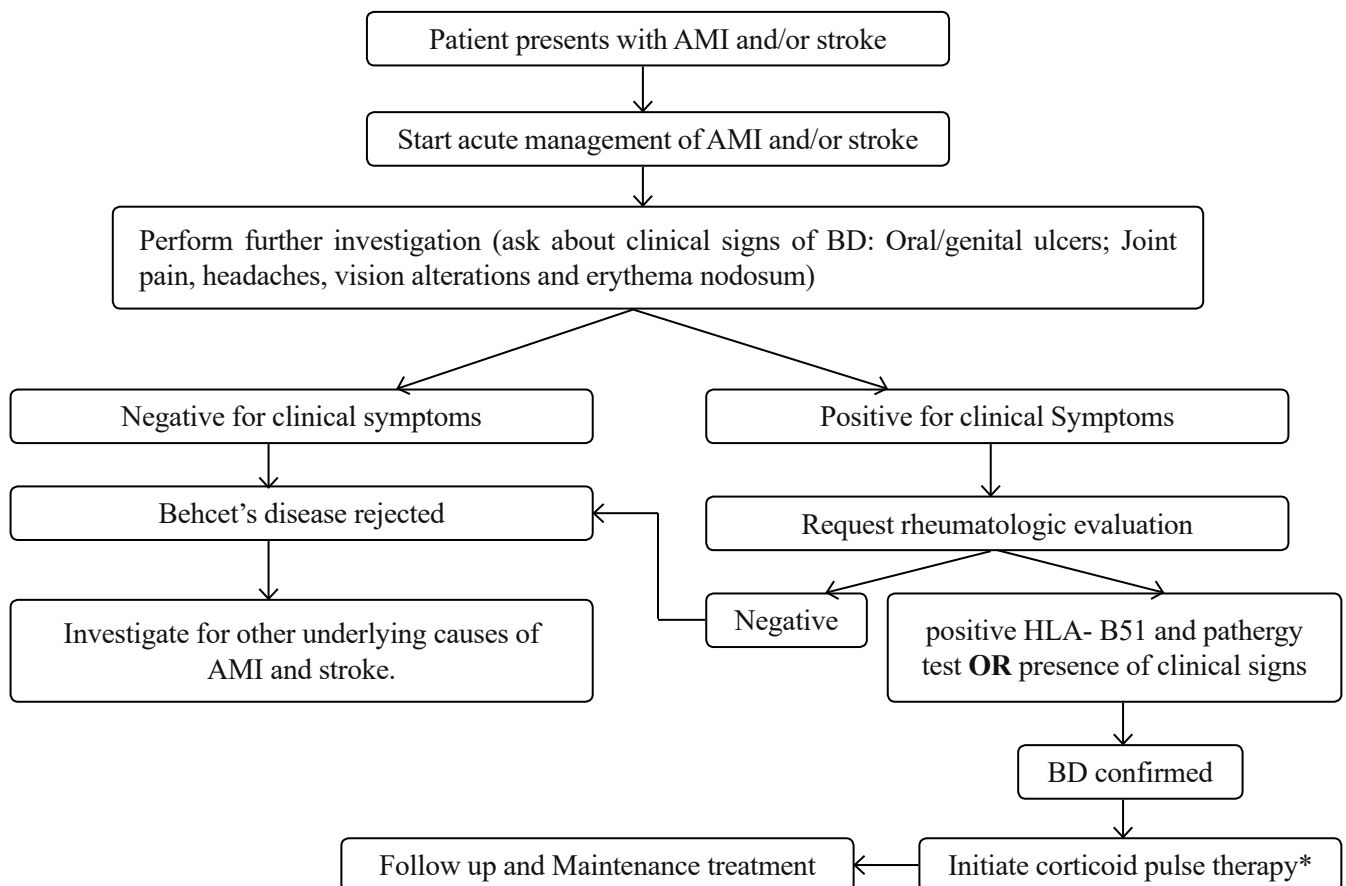 Patient presents with AMI and/or stroke
Start acute management of AMI and/or stroke
Perform further investigation (ask about clinical signs of BD: Oral/genital ulcers; Joint
pain, headaches, vision alterations and erythema nodosum)
Negative for clinical symptoms
Positive for clinical Symptoms
Behcet’s disease rejected
Request rheumatologic evaluation
Investigate for other underlying causes of
AMI and stroke.
Negative
positive HLA- B51 and pathergy
test OR presence of clinical signs
BD confirmed
Follow up and Maintenance treatment
Initiate corticoid pulse therapy*